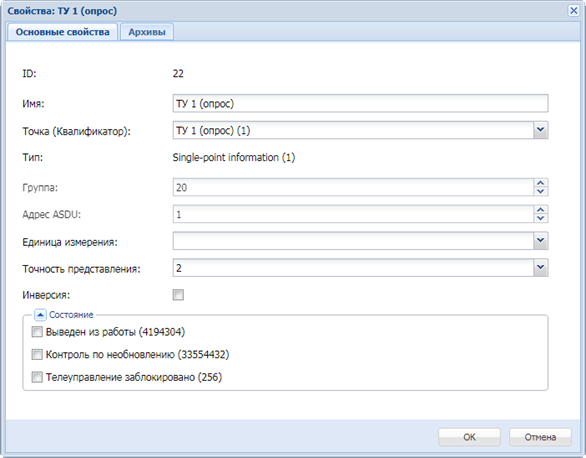 Свойства: ТУ 1 (опрос)
Основные свойства Архивы
ID: 22
Имя: ТУ 1 (опрос)
Точка (Квалификатор): ТУ 1 (опрос) (1)
Тип: Single-point information (1)
Группа: 20
Адрес ASDU: 1
Единица измерения:
Точность представления: 2
Инверсия:
Состояние
Выведен из работы (4194304)
Контроль по необновлению (33554432)
Телеуправление заблокировано (256)
ОК Отмена